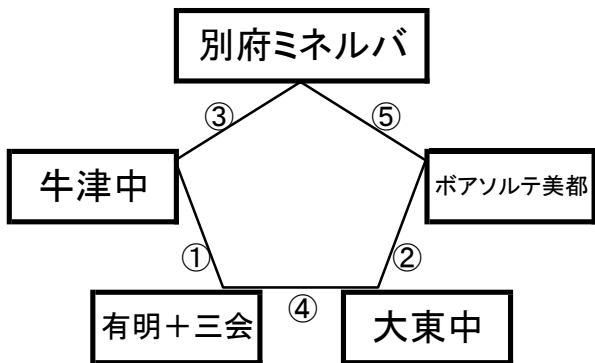 別府ミネルバ
③
⑤
牛津中
ボアソルテ美都
①
②
有明＋三会
④
大東中